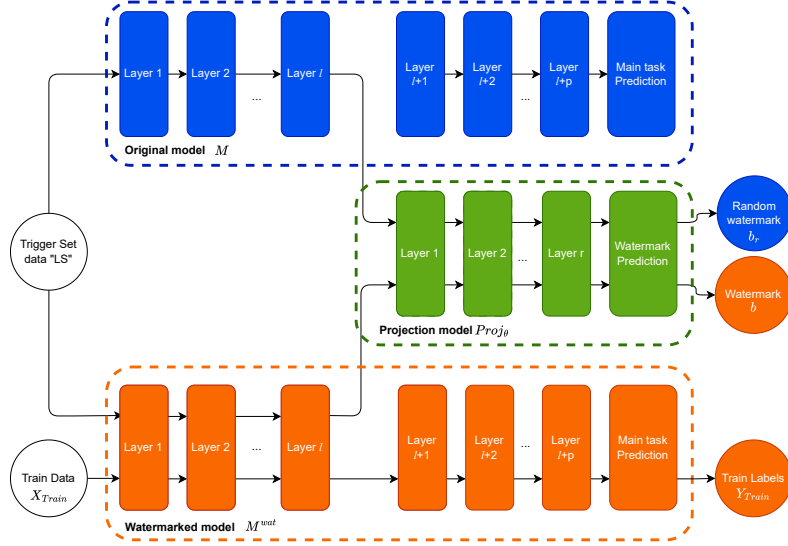 Layer 1
Layer 2
...
Layer l
Layer
l+1
Layer
l+2
...
Layer
l+p
Main task
Prediction
Original model M
Trigger Set
data "LS"
Layer 1
Layer 2
...
Layer r
Watermark
Prediction
Projection model Proj_θ
Random
watermark
b_r
Watermark
b
Layer 1
Layer 2
...
Layer l
Layer
l+1
Layer
l+2
...
Layer
l+p
Main task
Prediction
Watermarked model M^wat
Train Data
X_Train
Train Labels
Y_Train